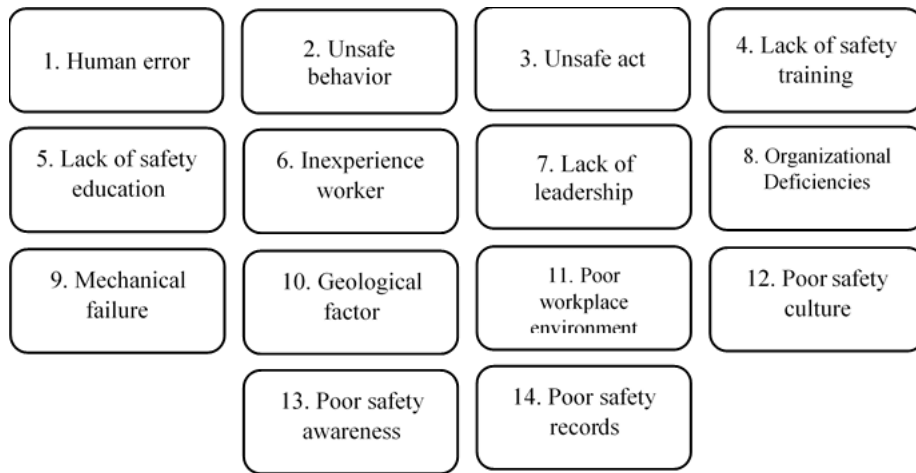 1. Human error
2. Unsafe
behavior
3. Unsafe act
4. Lack of safety
training
5. Lack of safety
education
6. Inexperience
worker
7. Lack of
leadership
8. Organizational
Deficiencies
9. Mechanical
failure
10. Geological
factor
11. Poor
workplace
environment
12. Poor safety
culture
13. Poor safety
awareness
14. Poor safety
records